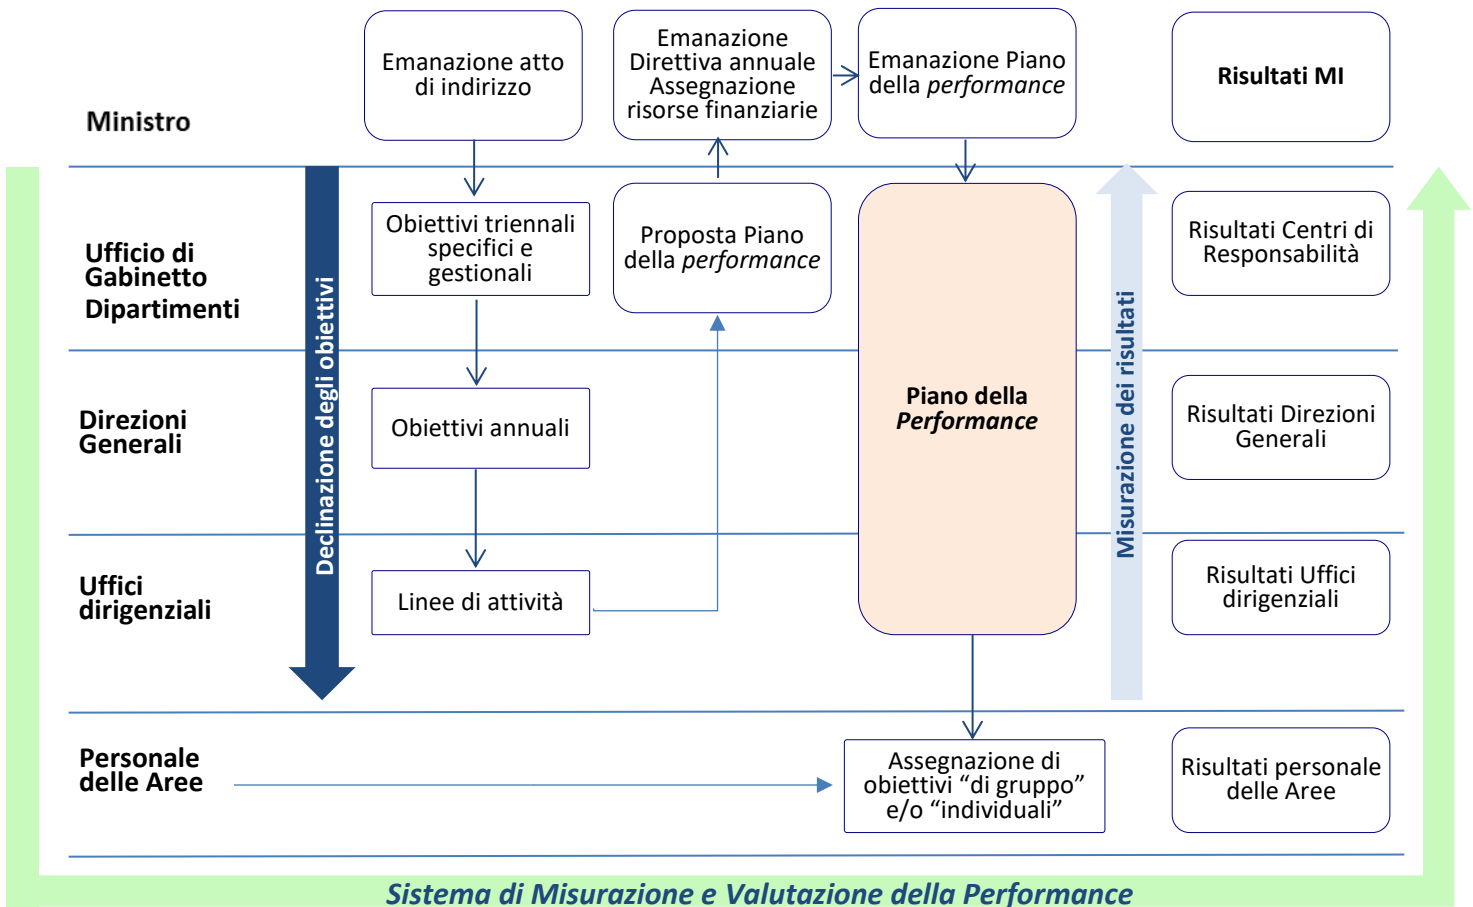 Ministro
Emanazione atto
di indirizzo
Emanazione
Direttiva annuale
Assegnazione
risorse finanziarie
Emanazione Piano
della performance
Risultati MI
Ufficio di
Gabinetto
Dipartimenti
Obiettivi triennali
specifici e
gestionali
Proposta Piano
della performance
Risultati Centri di
Responsabilità
Declinazione degli obiettivi
Piano della
Performance
Misurazione dei risultati
Direzioni
Generali
Obiettivi annuali
Risultati Direzioni
Generali
Uffici
dirigenziali
Linee di attività
Risultati Uffici
dirigenziali
Personale
delle Aree
Assegnazione di
obiettivi “di gruppo”
e/o “individuali”
Risultati personale
delle Aree
Sistema di Misurazione e Valutazione della Performance